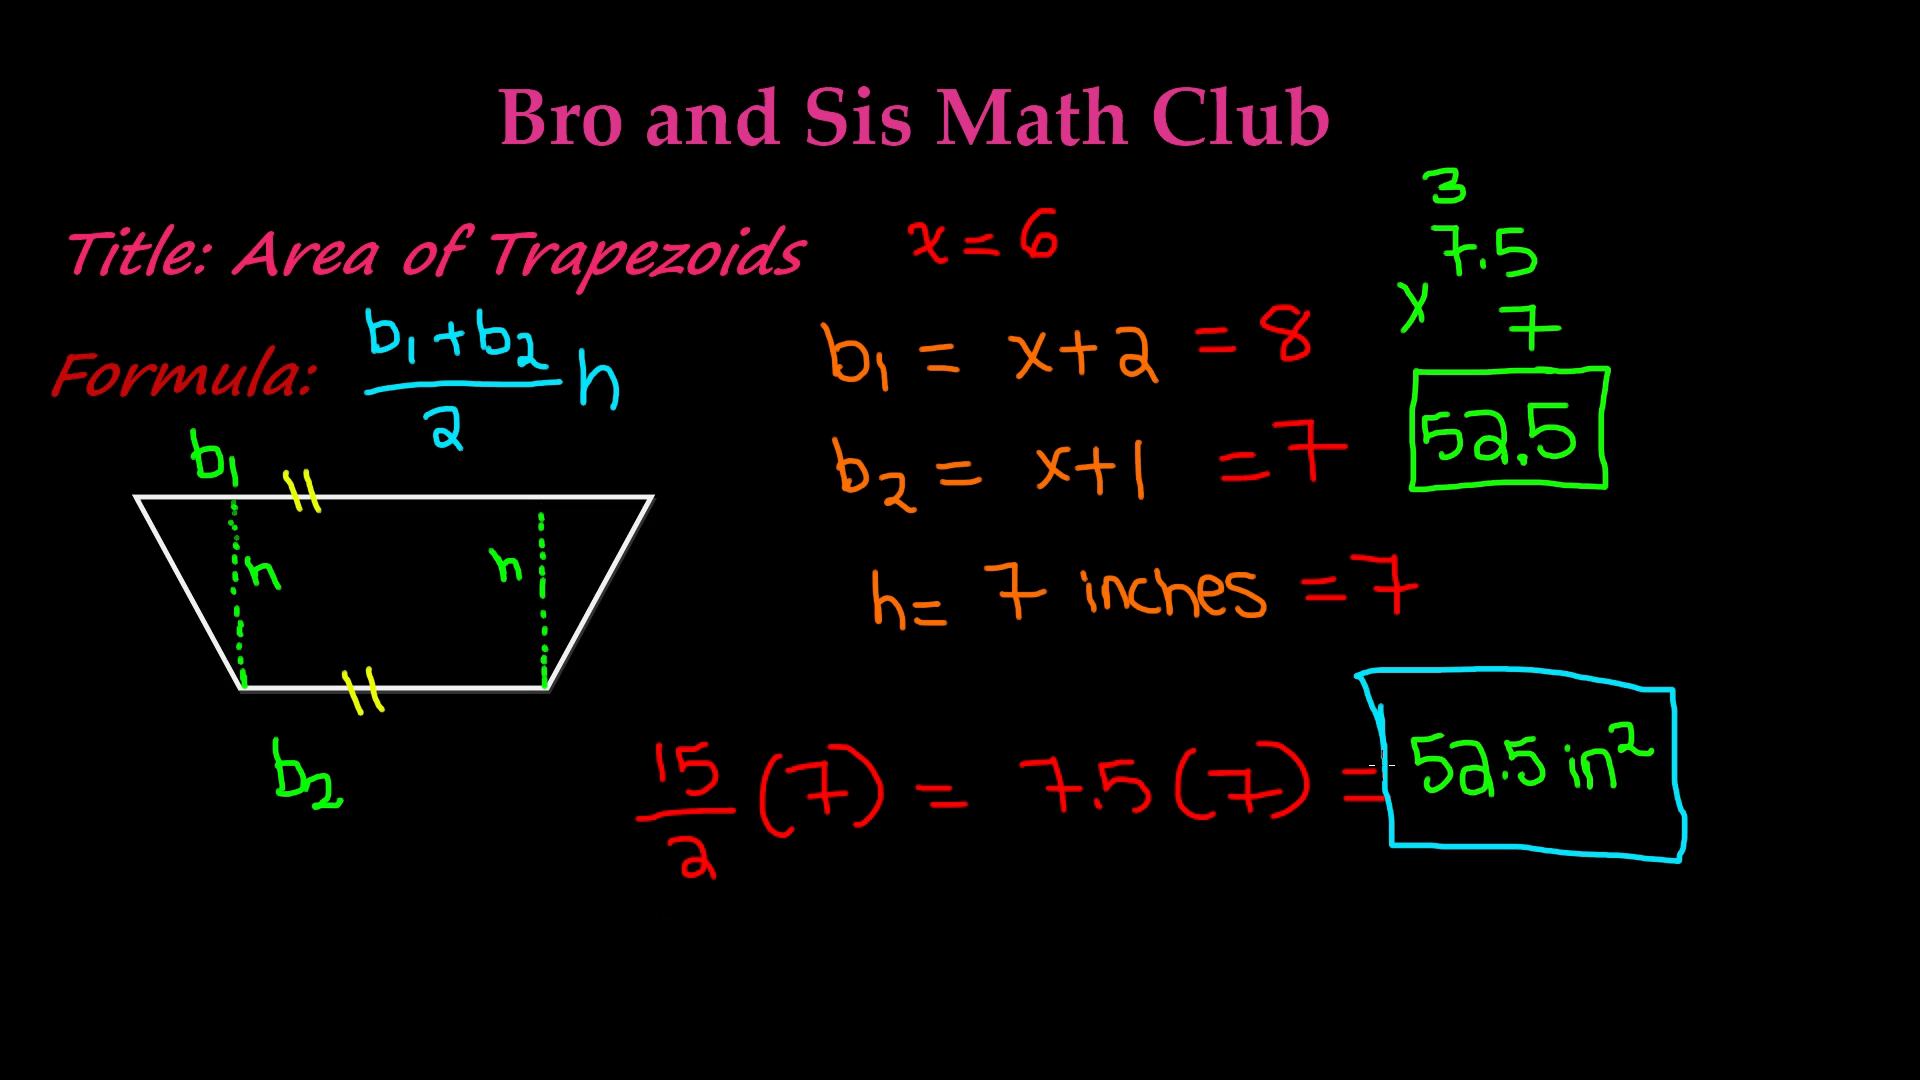 Bro and Sis Math Club
Title: Area of Trapezoids
x = 6
Formula: b₁ + b₂ / 2 h
b₁ = x + 2 = 8
b₂ = x + 1 = 7
h = 7 inches = 7
3
7.5
x 7
52.5
b₁
h h
b₂
15/2 (7) = 7.5 (7) = 52.5 in²